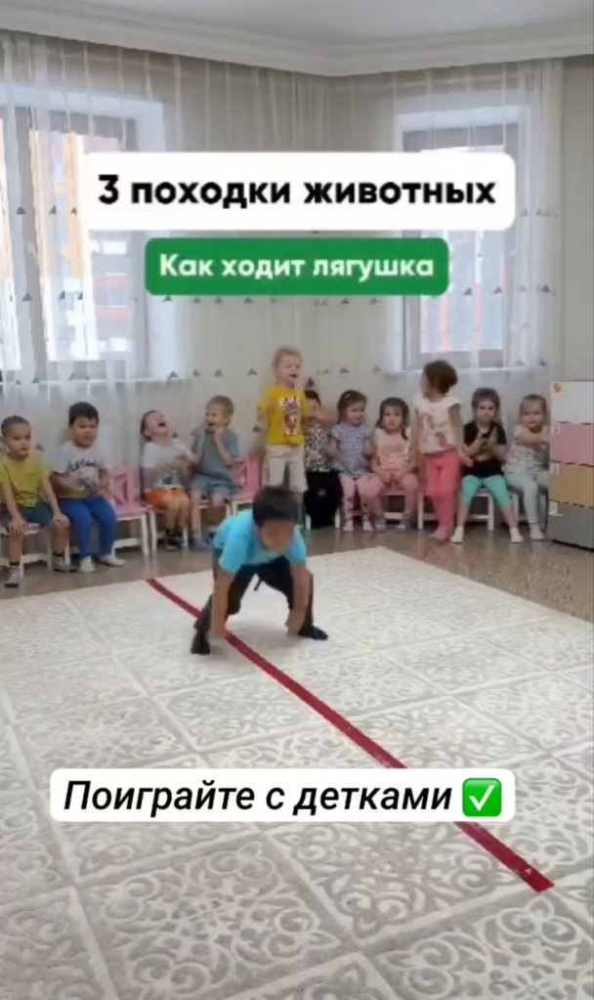 3 походки животных
Как ходит лягушка
Поиграйте с детками ✅